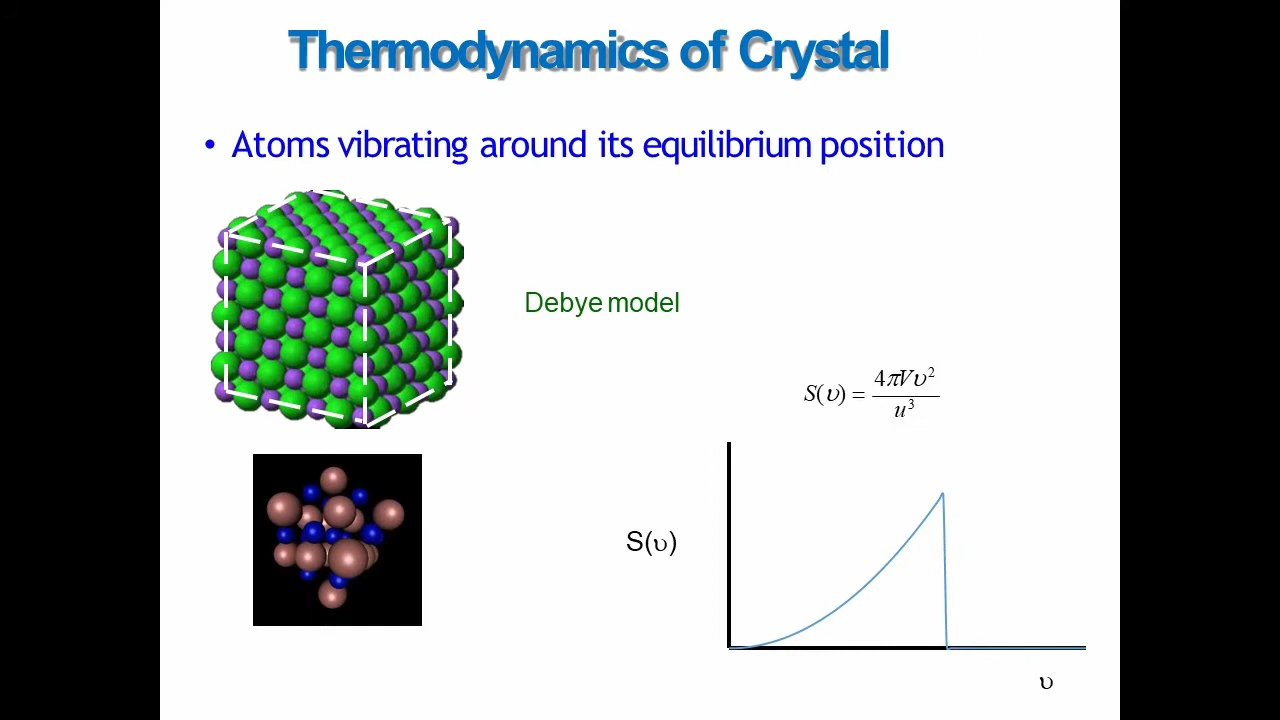 Thermodynamics of Crystal
• Atoms vibrating around its equilibrium position
Debye model
S(υ) = 4πVυ² / u³
S(υ)
υ